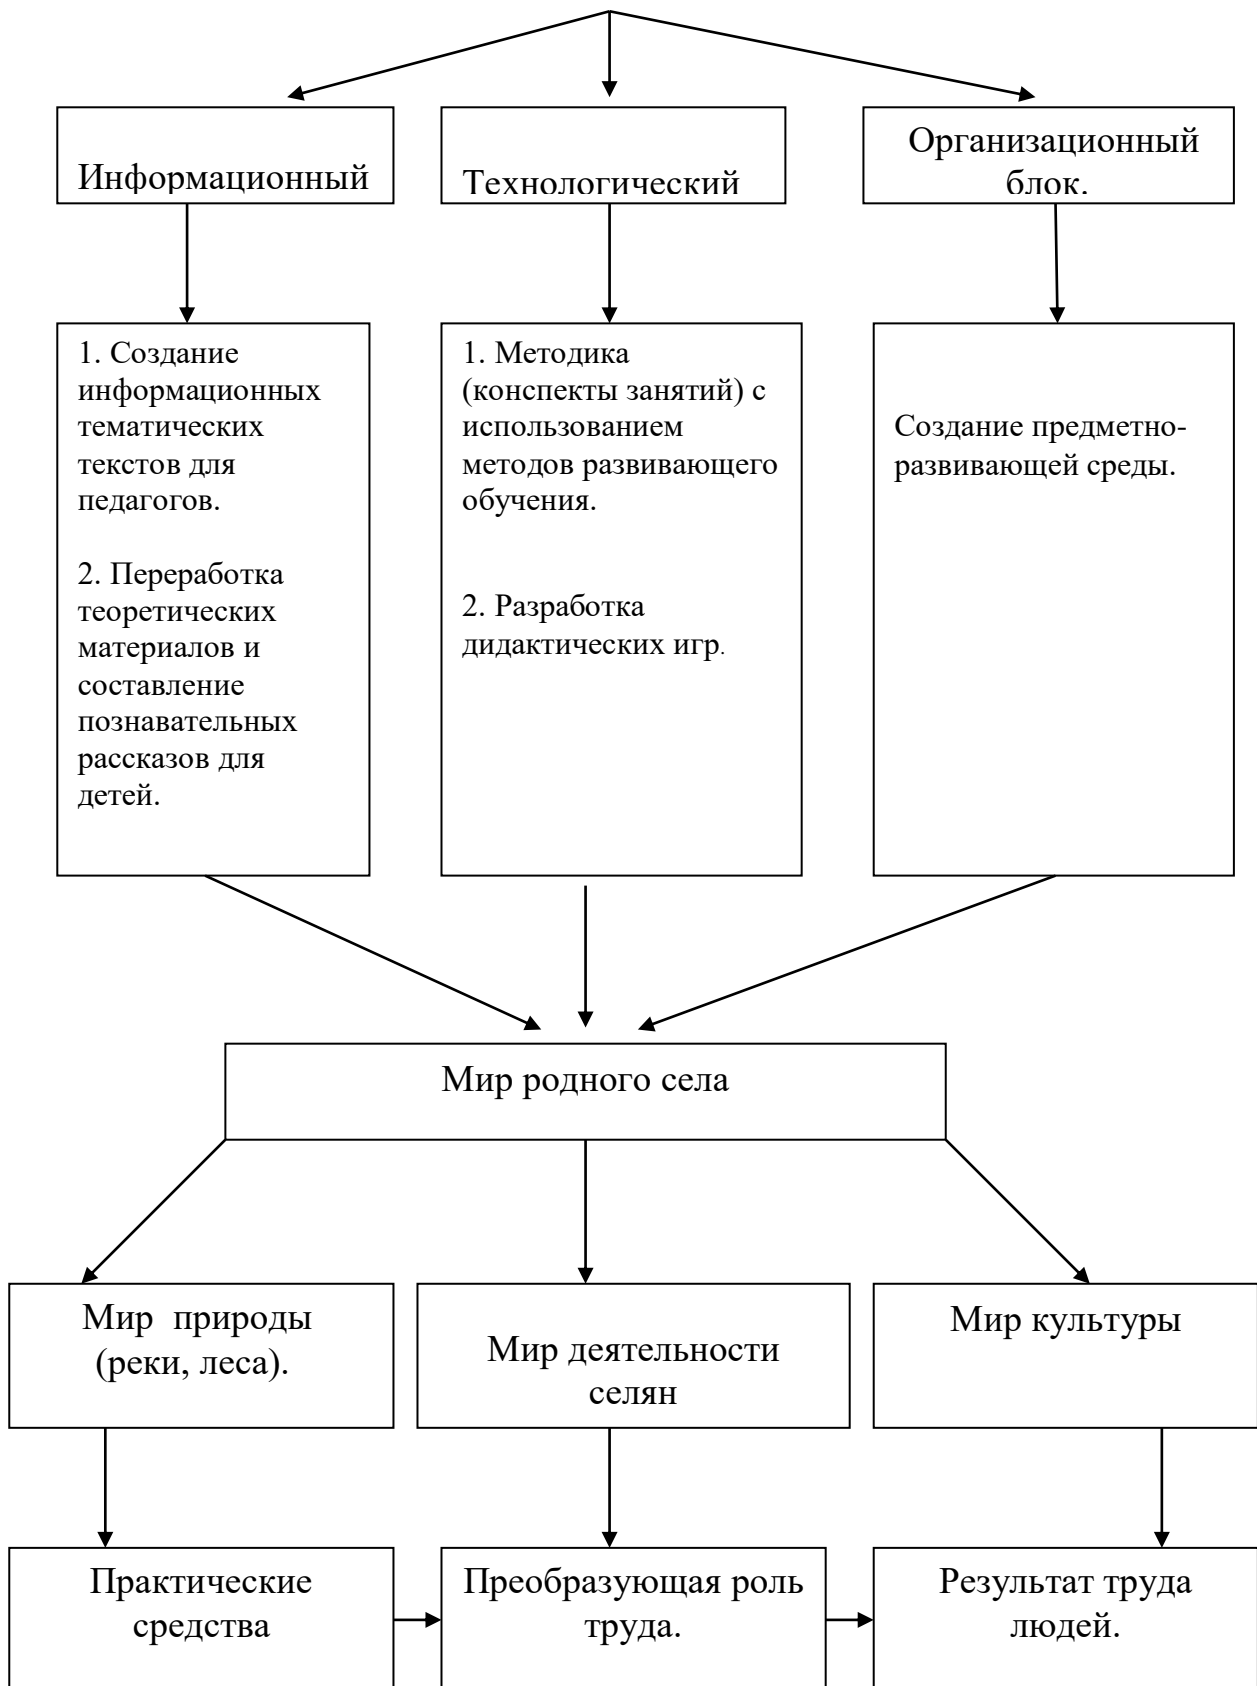 Информационный
Технологический
Организационный
блок.
1. Создание
информационных
тематических
текстов для
педагогов.
2. Переработка
теоретических
материалов и
составление
познавательных
рассказов для
детей.
1. Методика
(конспекты занятий) с
использованием
методов развивающего
обучения.
2. Разработка
дидактических игр.
Создание предметно-
развивающей среды.
Мир родного села
Мир  природы
(реки, леса).
Мир деятельности
селян
Мир культуры
Практические
средства
Преобразующая роль
труда.
Результат труда
людей.